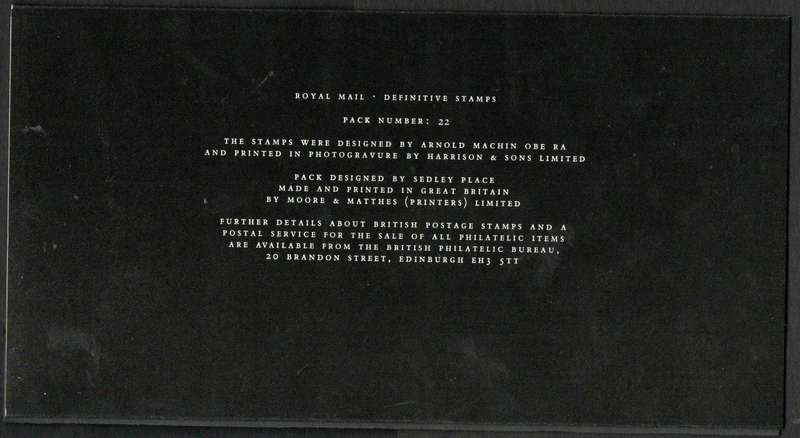 ROYAL MAIL · DEFINITIVE STAMPS
PACK NUMBER: 22
THE STAMPS WERE DESIGNED BY ARNOLD MACHIN OBE RA
AND PRINTED IN PHOTOGRAVURE BY HARRISON & SONS LIMITED
PACK DESIGNED BY SEDLEY PLACE
MADE AND PRINTED IN GREAT BRITAIN
BY MOORE & MATTHES (PRINTERS) LIMITED
FURTHER DETAILS ABOUT BRITISH POSTAGE STAMPS AND A
POSTAL SERVICE FOR THE SALE OF ALL PHILATELIC ITEMS
ARE AVAILABLE FROM THE BRITISH PHILATELIC BUREAU,
20 BRANDON STREET, EDINBURGH EH3 5TT